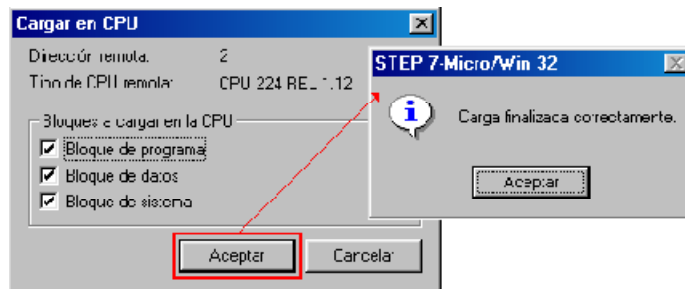 Cargar en CPU
Dirección remota: 2
Tipo de CPU remota: CPU 224 REL 1.12
Bloques a cargar en la CPU
Bloque de programa
Bloque de datos
Bloque de sistema
Aceptar Cancelar
STEP 7-Micro/Win 32
Carga finalizada correctamente.
Aceptar